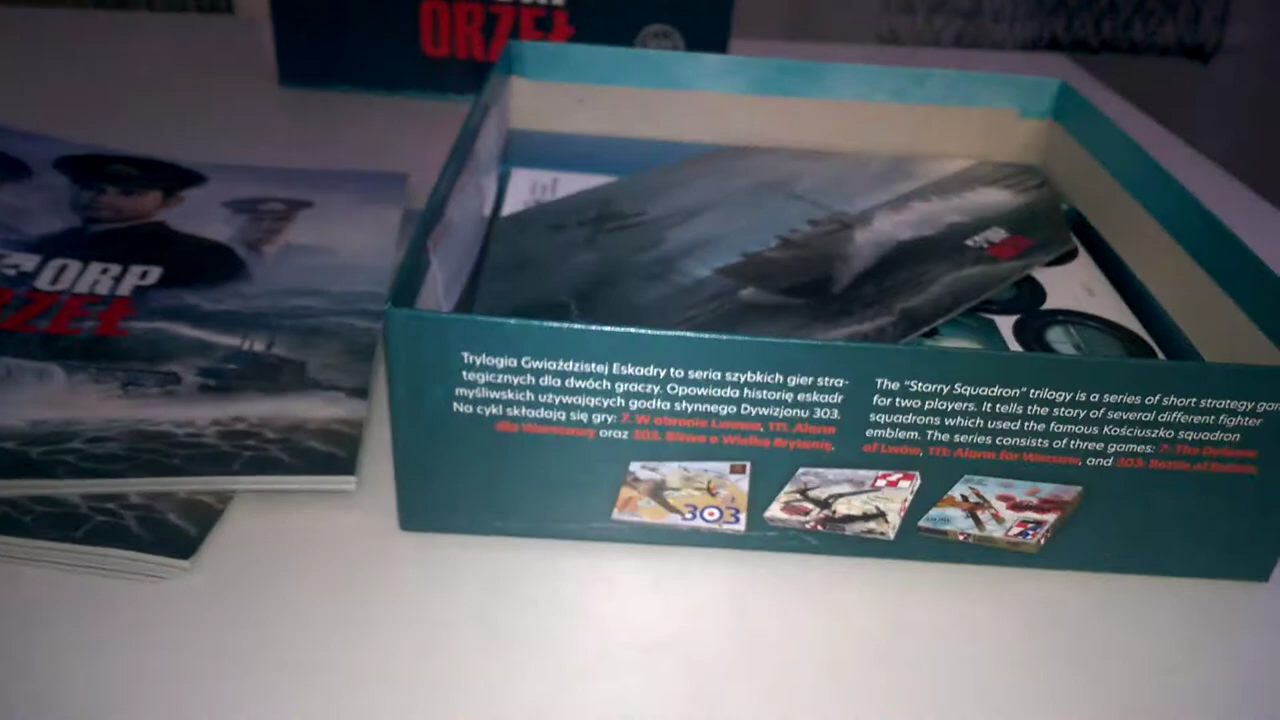 ORZEŁ
ORP
Trylogia Gwiaździstej Eskadry to seria szybkich gier stra-
tegicznych dla dwóch graczy. Opowiada historię eskadr
myśliwskich używających godła słynnego Dywizjonu 303.
Na cykl składają się gry: 7. W obronie Lwowa, 111. Alarm
dla Warszawy oraz 303. Bitwa o Wielką Brytanię.
The "Starry Squadron" trilogy is a series of short strategy
for two players. It tells the story of several different fighter
squadrons which used the famous Kościuszko squadron
emblem. The series consists of three games: 7: The Defense
of Lwów, 111: Alarm for Warsaw, and 303: Battle of Britain.
303